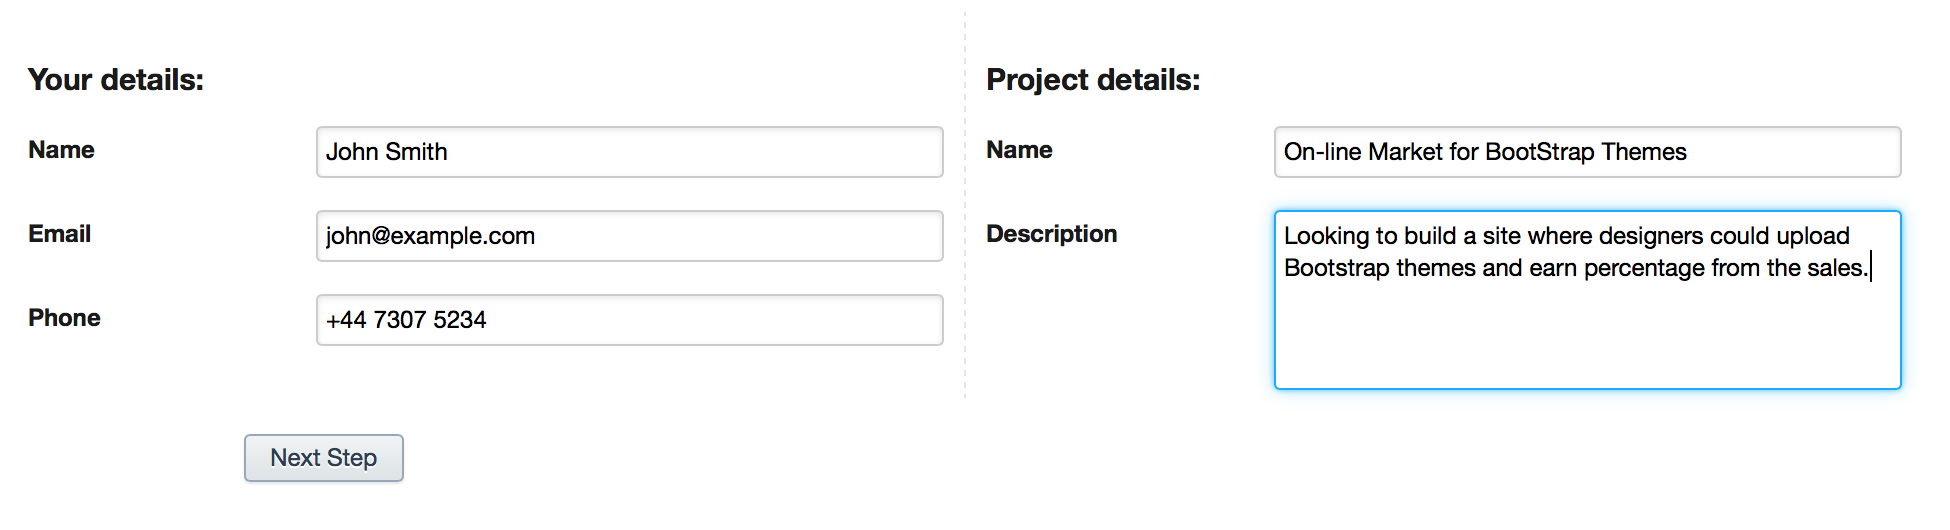 Your details:
Name
John Smith
Email
john@example.com
Phone
+44 7307 5234
Next Step
Project details:
Name
On-line Market for BootStrap Themes
Description
Looking to build a site where designers could upload
Bootstrap themes and earn percentage from the sales.